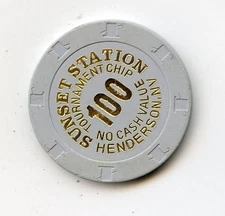 SUNSET STATION
TOURNAMENT CHIP
100
NO CASH VALUE
HENDERSON, NV